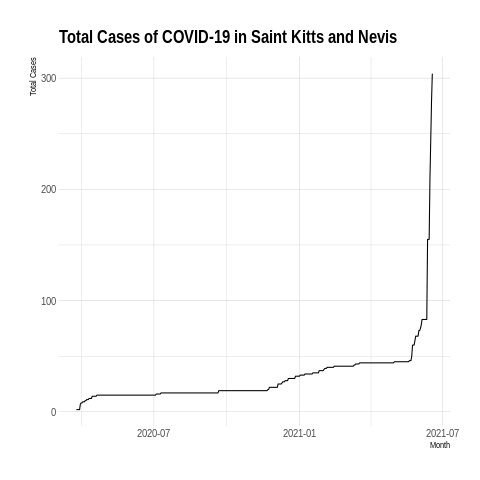 Total Cases of COVID-19 in Saint Kitts and Nevis
Total Cases
300
200
100
0
2020-07 2021-01 2021-07
Month